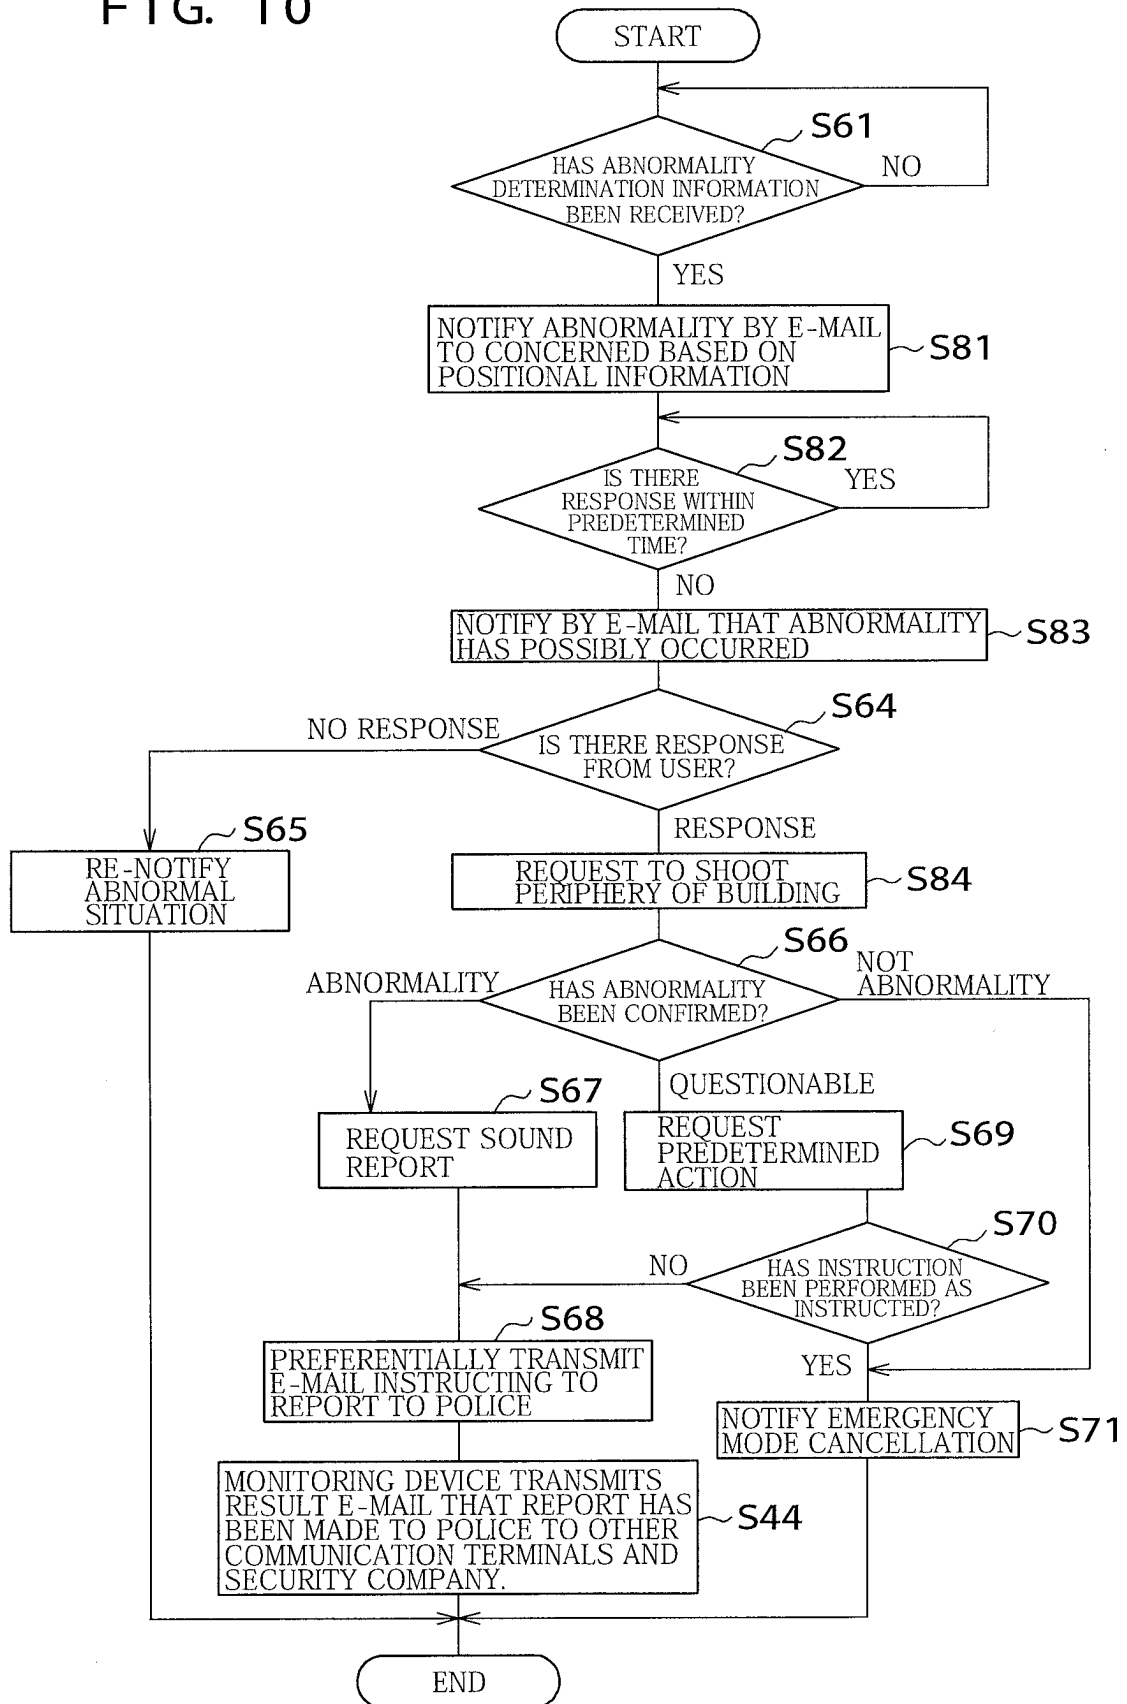 FIG. 10
START
S61
HAS ABNORMALITY
DETERMINATION INFORMATION
BEEN RECEIVED?
NO
YES
NOTIFY ABNORMALITY BY E-MAIL
TO CONCERNED BASED ON
POSITIONAL INFORMATION
S81
S82
IS THERE
RESPONSE WITHIN
PREDETERMINED
TIME?
YES
NO
NOTIFY BY E-MAIL THAT ABNORMALITY
HAS POSSIBLY OCCURRED
S83
S64
NO RESPONSE
IS THERE RESPONSE
FROM USER?
RESPONSE
S65
RE-NOTIFY
ABNORMAL
SITUATION
REQUEST TO SHOOT
PERIPHERY OF BUILDING
S84
S66
ABNORMALITY
HAS ABNORMALITY
BEEN CONFIRMED?
NOT
ABNORMALITY
QUESTIONABLE
S67
REQUEST SOUND
REPORT
REQUEST
PREDETERMINED
ACTION
S69
S70
NO
HAS INSTRUCTION
BEEN PERFORMED AS
INSTRUCTED?
S68
YES
PREFERENTIALLY TRANSMIT
E-MAIL INSTRUCTING TO
REPORT TO POLICE
NOTIFY EMERGENCY
MODE CANCELLATION
S71
MONITORING DEVICE TRANSMITS
RESULT E-MAIL THAT REPORT HAS
BEEN MADE TO POLICE TO OTHER
COMMUNICATION TERMINALS AND
SECURITY COMPANY.
S44
END